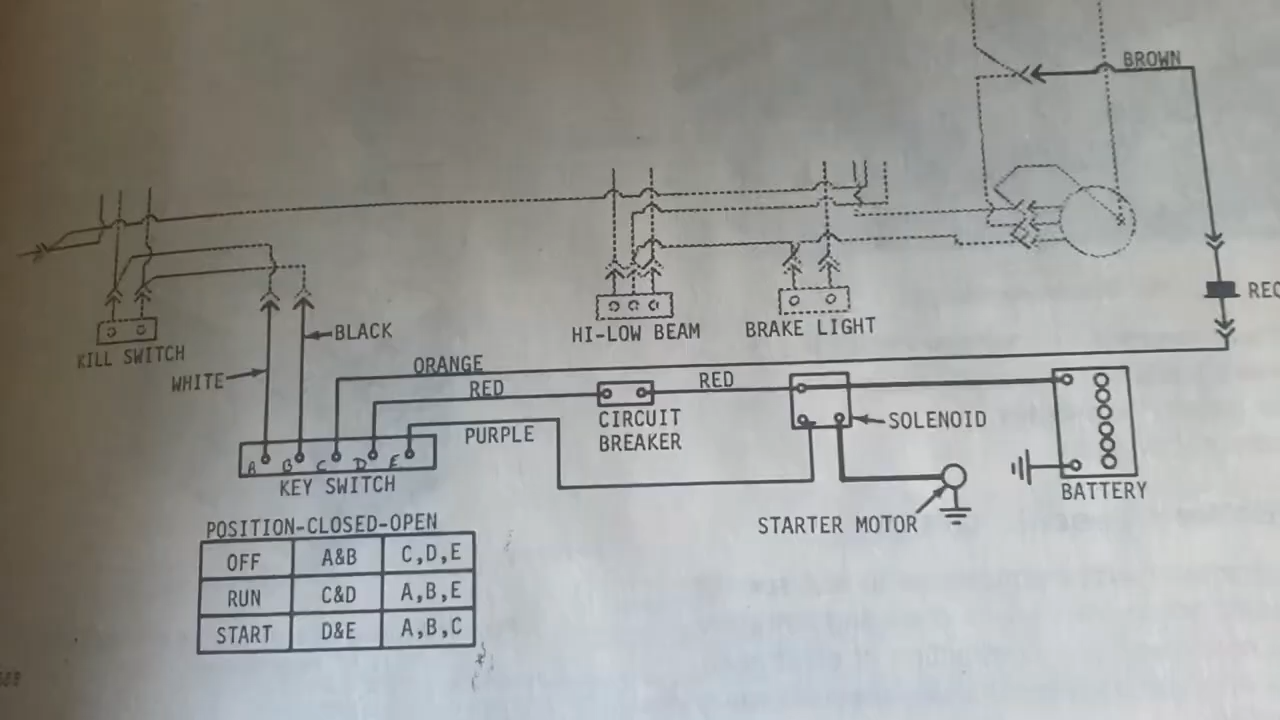 BROWN
BLACK
KILL SWITCH
HI-LOW BEAM
BRAKE LIGHT
WHITE
ORANGE
RED
RED
CIRCUIT
BREAKER
SOLENOID
PURPLE
A B C D E
KEY SWITCH
BATTERY
STARTER MOTOR
POSITION-CLOSED-OPEN
OFF A&B C,D,E
RUN C&D A,B,E
START D&E A,B,C